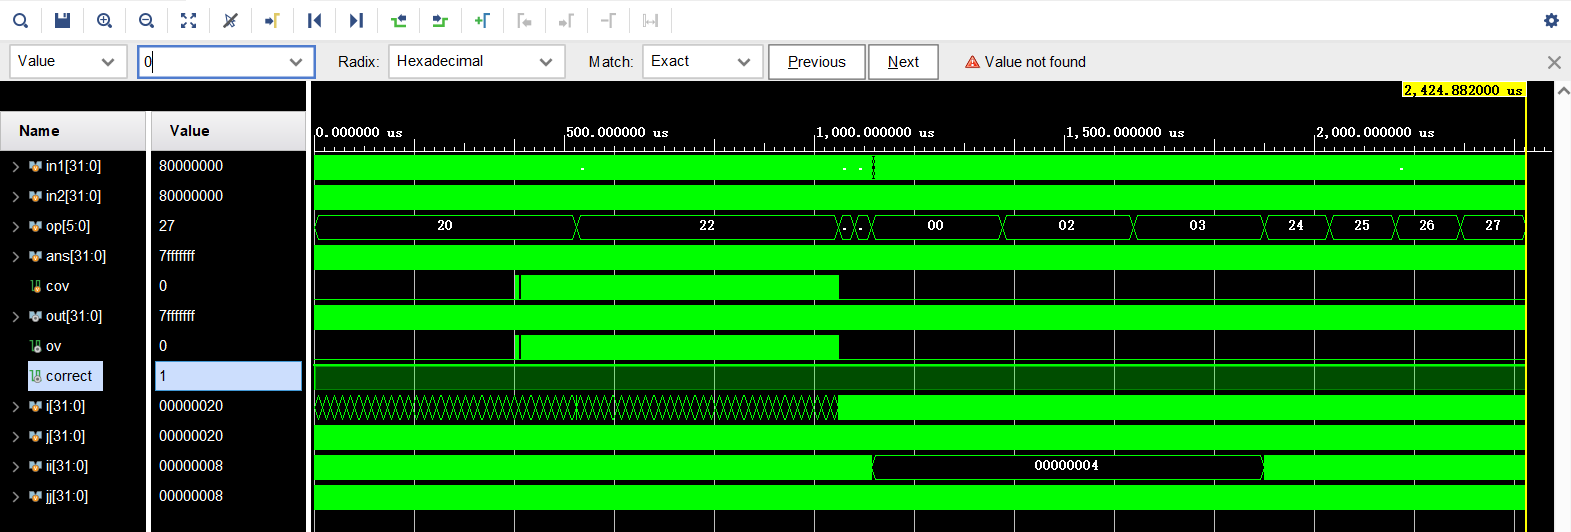 Value 0 Radix: Hexadecimal Match: Exact Previous Next Value not found
2,424.882000 us
Name Value 0.000000 us 500.000000 us 1,000.000000 us 1,500.000000 us 2,000.000000 us
in1[31:0] 80000000
in2[31:0] 80000000
op[5:0] 27 20 22 . . 00 02 03 24 25 26 27
ans[31:0] 7fffffff
cov 0
out[31:0] 7fffffff
ov 0
correct 1
i[31:0] 00000020
j[31:0] 00000020
ii[31:0] 00000008 00000004
jj[31:0] 00000008